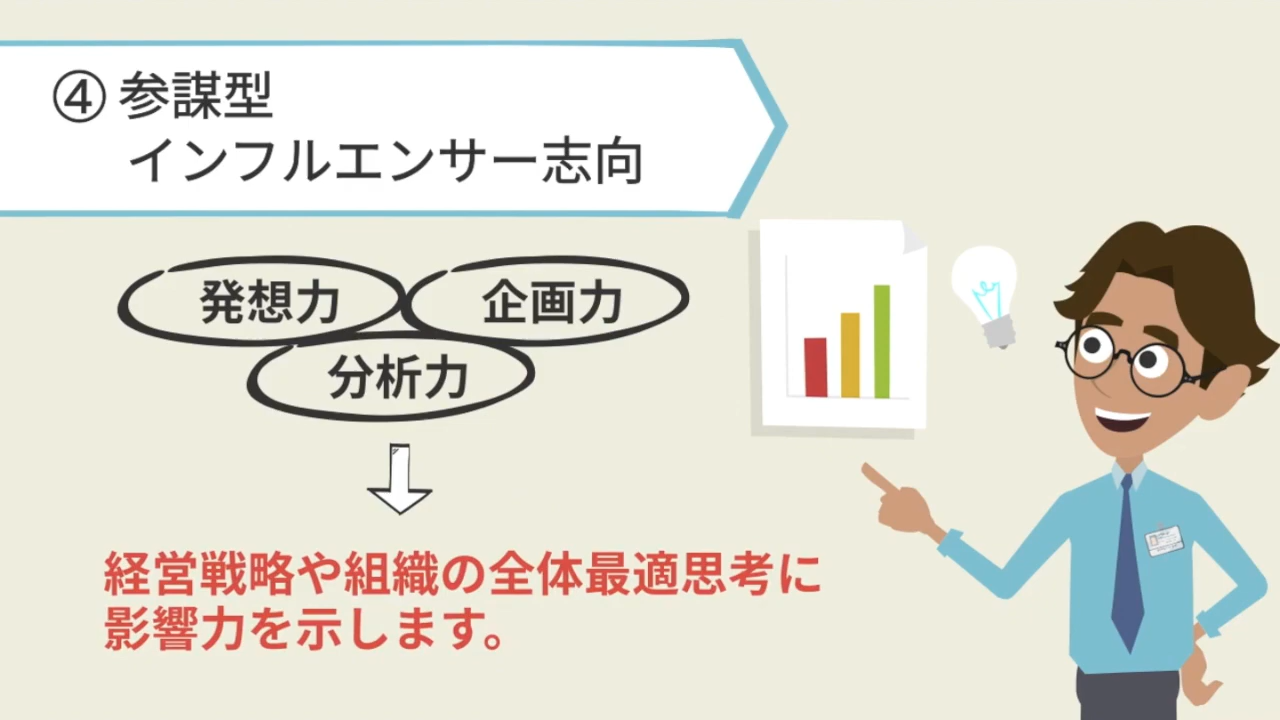 ④ 参謀型
インフルエンサー志向
発想力
企画力
分析力
経営戦略や組織の全体最適思考に
影響力を示します。